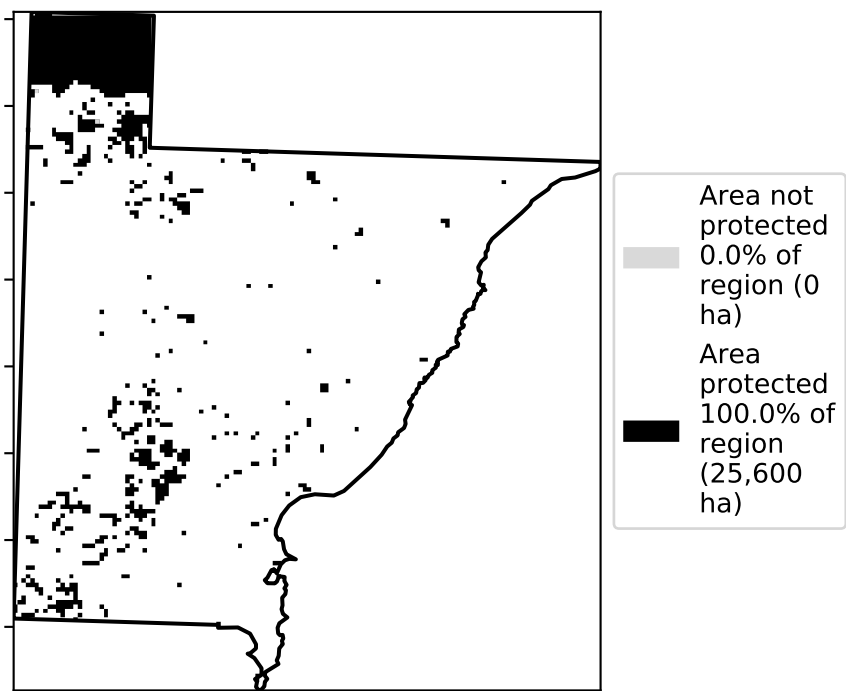 Area not
protected
0.0% of
region (0
ha)
Area
protected
100.0% of
region
(25,600
ha)